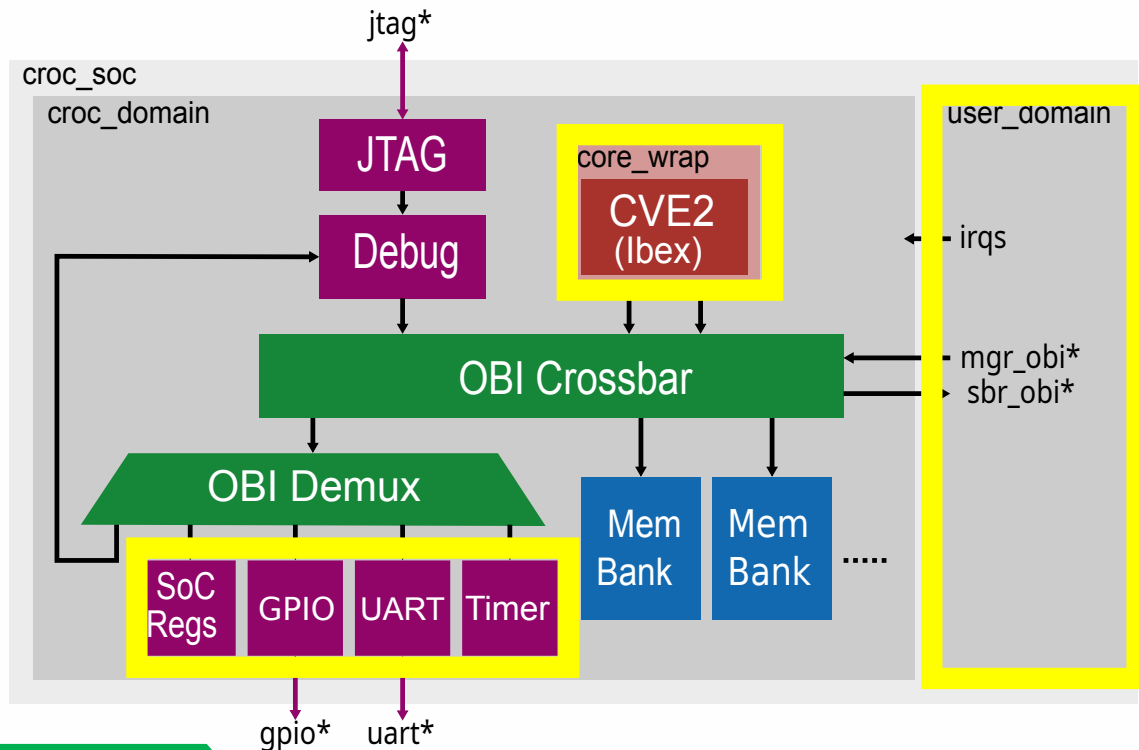 jtag*
croc_soc
croc_domain
user_domain
JTAG
core_wrap
CVE2
(Ibex)
Debug
irqs
OBI Crossbar
mgr_obi*
sbr_obi*
OBI Demux
Mem
Bank
Mem
Bank
.....
SoC
Regs
GPIO
UART
Timer
gpio*
uart*